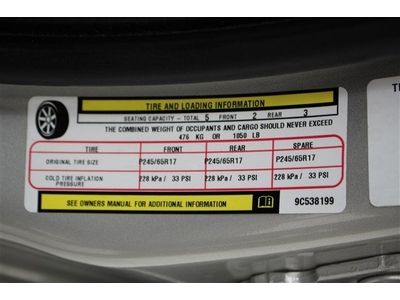 TIRE AND LOADING INFORMATION
SEATING CAPACITY - TOTAL 5 FRONT 2 REAR 3
THE COMBINED WEIGHT OF OCCUPANTS AND CARGO SHOULD NEVER EXCEED
476 KG OR 1050 LB
TIRE FRONT REAR SPARE
ORIGINAL TIRE SIZE P245/65R17 P245/65R17 P245/65R17
COLD TIRE INFLATION PRESSURE 228 kPa / 33 PSI 228 kPa / 33 PSI 228 kPa / 33 PSI
SEE OWNERS MANUAL FOR ADDITIONAL INFORMATION 9C538199